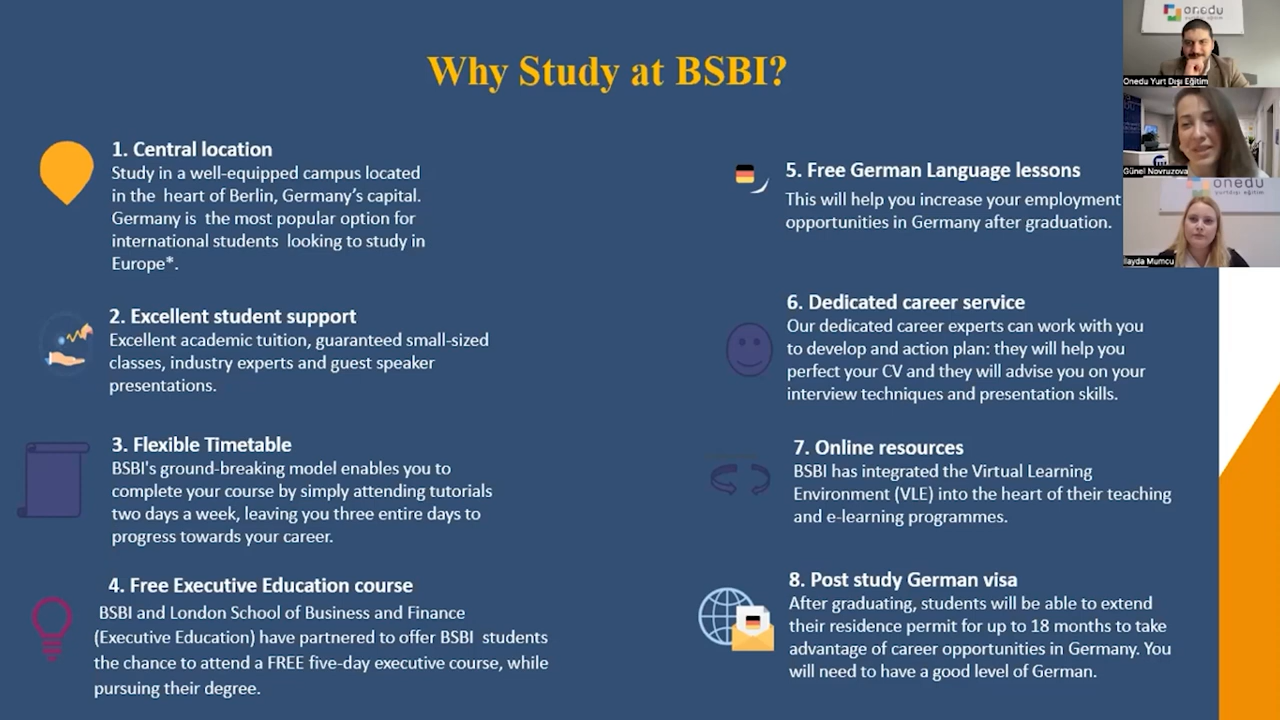 Why Study at BSBI?
1. Central location
Study in a well-equipped campus located
in the heart of Berlin, Germany’s capital.
Germany is the most popular option for
international students looking to study in
Europe*.
2. Excellent student support
Excellent academic tuition, guaranteed small-sized
classes, industry experts and guest speaker
presentations.
3. Flexible Timetable
BSBI's ground-breaking model enables you to
complete your course by simply attending tutorials
two days a week, leaving you three entire days to
progress towards your career.
4. Free Executive Education course
BSBI and London School of Business and Finance
(Executive Education) have partnered to offer BSBI students
the chance to attend a FREE five-day executive course, while
pursuing their degree.
5. Free German Language lessons
This will help you increase your employment
opportunities in Germany after graduation.
6. Dedicated career service
Our dedicated career experts can work with you
to develop and action plan: they will help you
perfect your CV and they will advise you on your
interview techniques and presentation skills.
7. Online resources
BSBI has integrated the Virtual Learning
Environment (VLE) into the heart of their teaching
and e-learning programmes.
8. Post study German visa
After graduating, students will be able to extend
their residence permit for up to 18 months to take
advantage of career opportunities in Germany. You
will need to have a good level of German.
onedu
yurtdışı eğitim
Onedu Yurt Dışı Eğitim
Günel Novruzova
onedu
yurtdışı eğitim
İlayda Mumcu